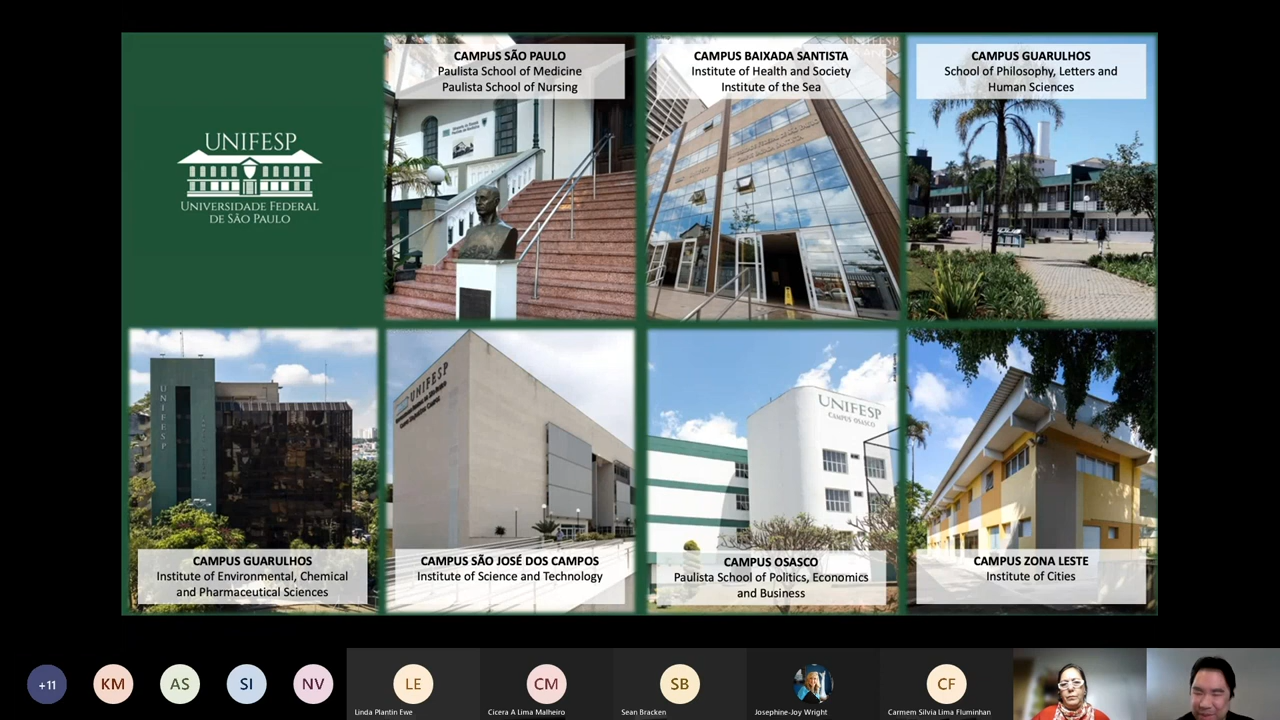 UNIFESP
UNIVERSIDADE FEDERAL
DE SÃO PAULO
CAMPUS SÃO PAULO
Paulista School of Medicine
Paulista School of Nursing
CAMPUS BAIXADA SANTISTA
Institute of Health and Society
Institute of the Sea
CAMPUS GUARULHOS
School of Philosophy, Letters and
Human Sciences
UNIFESP
CAMPUS GUARULHOS
Institute of Environmental, Chemical
and Pharmaceutical Sciences
UNIFESP
CAMPUS SÃO JOSÉ DOS CAMPOS
Institute of Science and Technology
UNIFESP
CAMPUS OSASCO
CAMPUS OSASCO
Paulista School of Politics, Economics
and Business
CAMPUS ZONA LESTE
Institute of Cities
+11
KM
AS
SI
NV
LE
Linda Plantin Ewe
CM
Cicera A Lima Malheiro
SB
Sean Bracken
Josephine-Joy Wright
CF
Carmem Silvia Lima Fluminhan